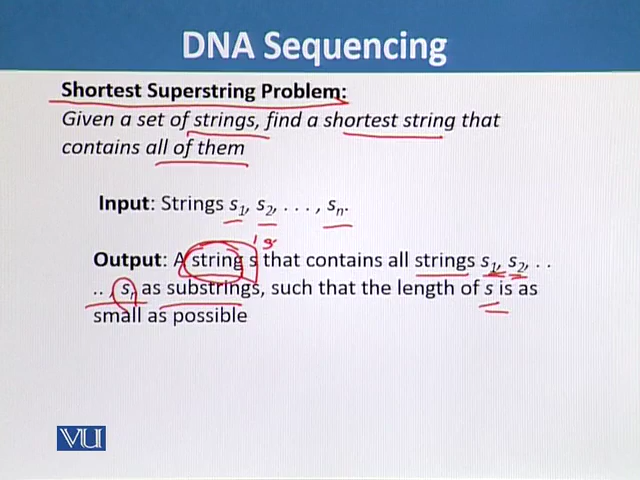 DNA Sequencing
Shortest Superstring Problem:
Given a set of strings, find a shortest string that
contains all of them
Input: Strings s1, s2, . . . , sn.
Output: A string s that contains all strings s1, s2, . .
.. , sn as substrings, such that the length of s is as
small as possible
VU